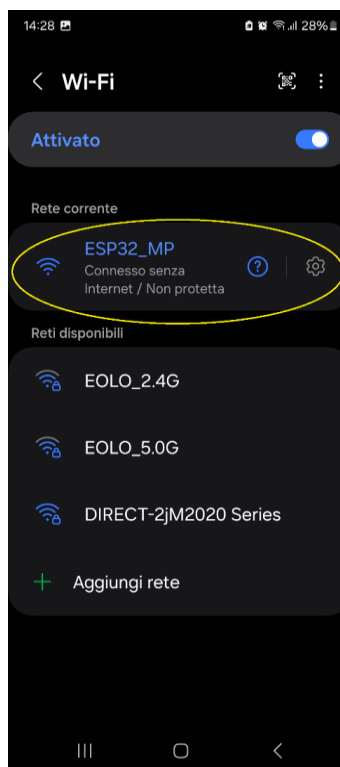 14:28 28%
Wi-Fi
Attivato
Rete corrente
ESP32_MP
Connesso senza
Internet / Non protetta
?
Reti disponibili
EOLO_2.4G
EOLO_5.0G
DIRECT-2jM2020 Series
+ Aggiungi rete